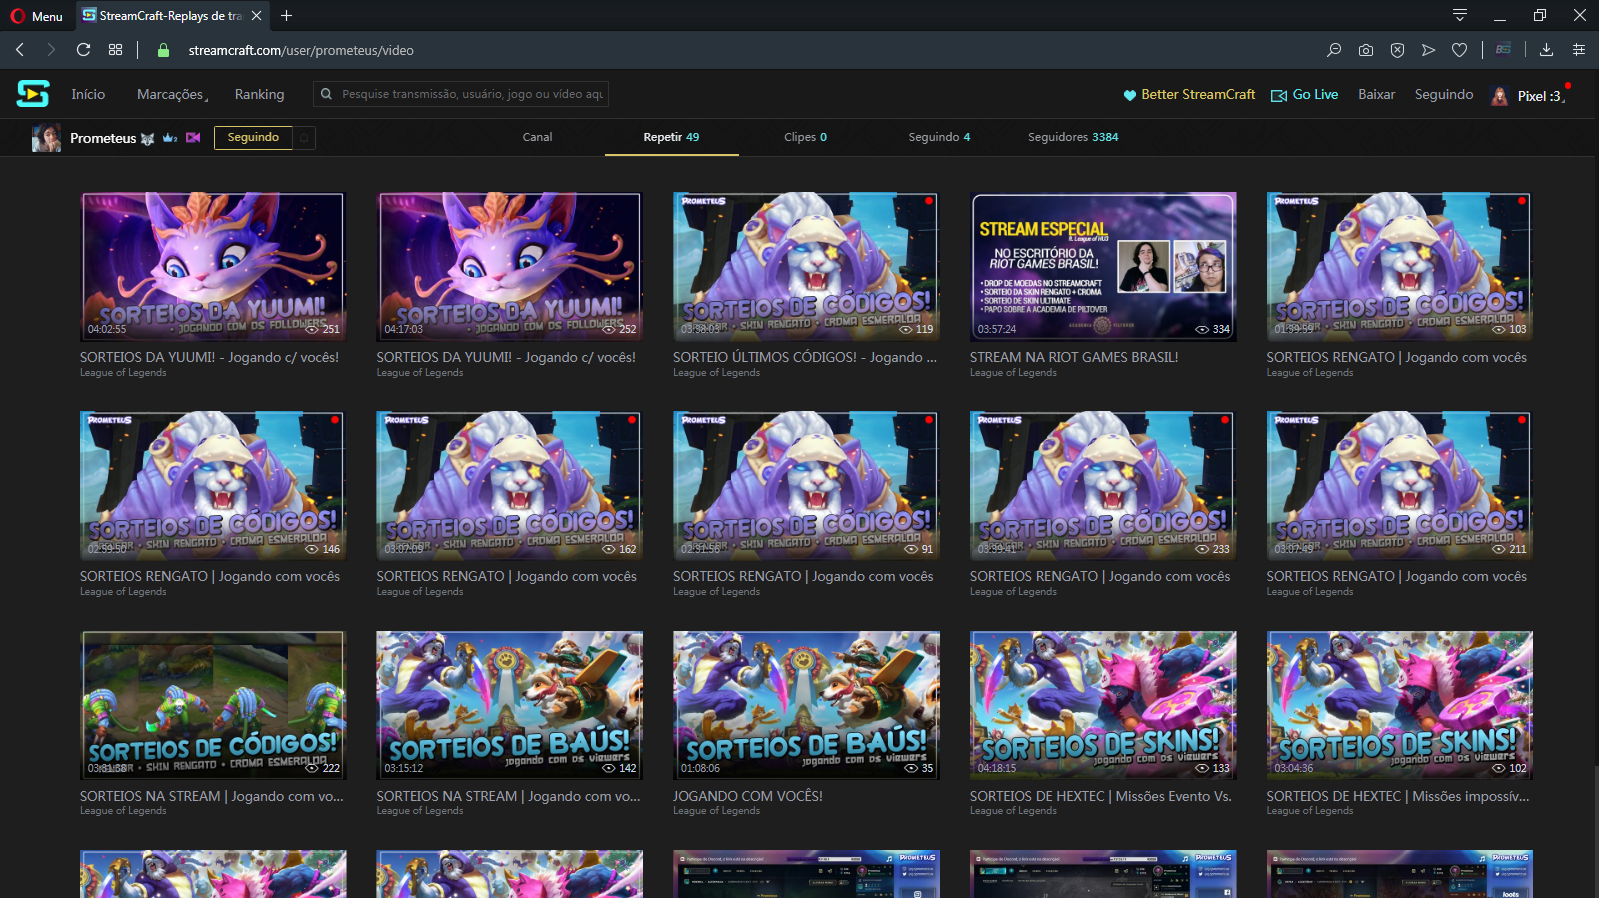 Menu
StreamCraft-Replays de tra
streamcraft.com/user/prometeus/video
Início
Marcações
Ranking
Pesquise transmissão, usuário, jogo ou vídeo aqu
Better StreamCraft
Go Live
Baixar
Seguindo
Pixel :3
Prometeus
Seguindo
Canal
Repetir 49
Clipes 0
Seguindo 4
Seguidores 3384
SORTEIOS DA YUUMI!
• JOGANDO COM OS FOLLOWERS
04:02:55
251
SORTEIOS DA YUUMI! - Jogando c/ vocês!
League of Legends
SORTEIOS DA YUUMI!
• JOGANDO COM OS FOLLOWERS
04:17:03
252
SORTEIOS DA YUUMI! - Jogando c/ vocês!
League of Legends
PROMETEUS
SORTEIOS DE CÓDIGOS!
• SKIN RENGATO • CROMA ESMERALDA
03:38:03
119
SORTEIO ÚLTIMOS CÓDIGOS! - Jogando ...
League of Legends
STREAM ESPECIAL
ft. League of HUE
NO ESCRITÓRIO DA
RIOT GAMES BRASIL!
• DROP DE MOEDAS NO STREAMCRAFT
• SORTEIO DA SKIN RENGATO + CROMA
• SORTEIO DE SKIN ULTIMATE
• PAPO SOBRE A ACADEMIA DE PILTOVER
ACADEMIA PILTOVER
03:57:24
334
STREAM NA RIOT GAMES BRASIL!
League of Legends
PROMETEUS
SORTEIOS DE CÓDIGOS!
• SKIN RENGATO • CROMA ESMERALDA
01:39:59
103
SORTEIOS RENGATO | Jogando com vocês
League of Legends
PROMETEUS
SORTEIOS DE CÓDIGOS!
• SKIN RENGATO • CROMA ESMERALDA
02:59:50
146
SORTEIOS RENGATO | Jogando com vocês
League of Legends
PROMETEUS
SORTEIOS DE CÓDIGOS!
• SKIN RENGATO • CROMA ESMERALDA
03:07:09
162
SORTEIOS RENGATO | Jogando com vocês
League of Legends
PROMETEUS
SORTEIOS DE CÓDIGOS!
• SKIN RENGATO • CROMA ESMERALDA
02:31:56
91
SORTEIOS RENGATO | Jogando com vocês
League of Legends
PROMETEUS
SORTEIOS DE CÓDIGOS!
• SKIN RENGATO • CROMA ESMERALDA
03:39:41
233
SORTEIOS RENGATO | Jogando com vocês
League of Legends
PROMETEUS
SORTEIOS DE CÓDIGOS!
• SKIN RENGATO • CROMA ESMERALDA
03:07:49
211
SORTEIOS RENGATO | Jogando com vocês
League of Legends
SORTEIOS DE CÓDIGOS!
• SKIN RENGATO • CROMA ESMERALDA
222
SORTEIOS NA STREAM | Jogando com vo...
League of Legends
SORTEIOS DE BAÚS!
jogando com os viewers
03:15:12
142
SORTEIOS NA STREAM | Jogando com vo...
League of Legends
SORTEIOS DE BAÚS!
jogando com os viewers
01:08:06
35
JOGANDO COM VOCÊS!
League of Legends
SORTEIOS DE SKINS!
jogando com os viewers
04:18:15
133
SORTEIOS DE HEXTEC | Missões Evento Vs.
League of Legends
SORTEIOS DE SKINS!
jogando com os viewers
03:04:36
102
SORTEIOS DE HEXTEC | Missões impossív...
League of Legends
PROMETEUS
PROMETEUS
PROMETEUS
loots